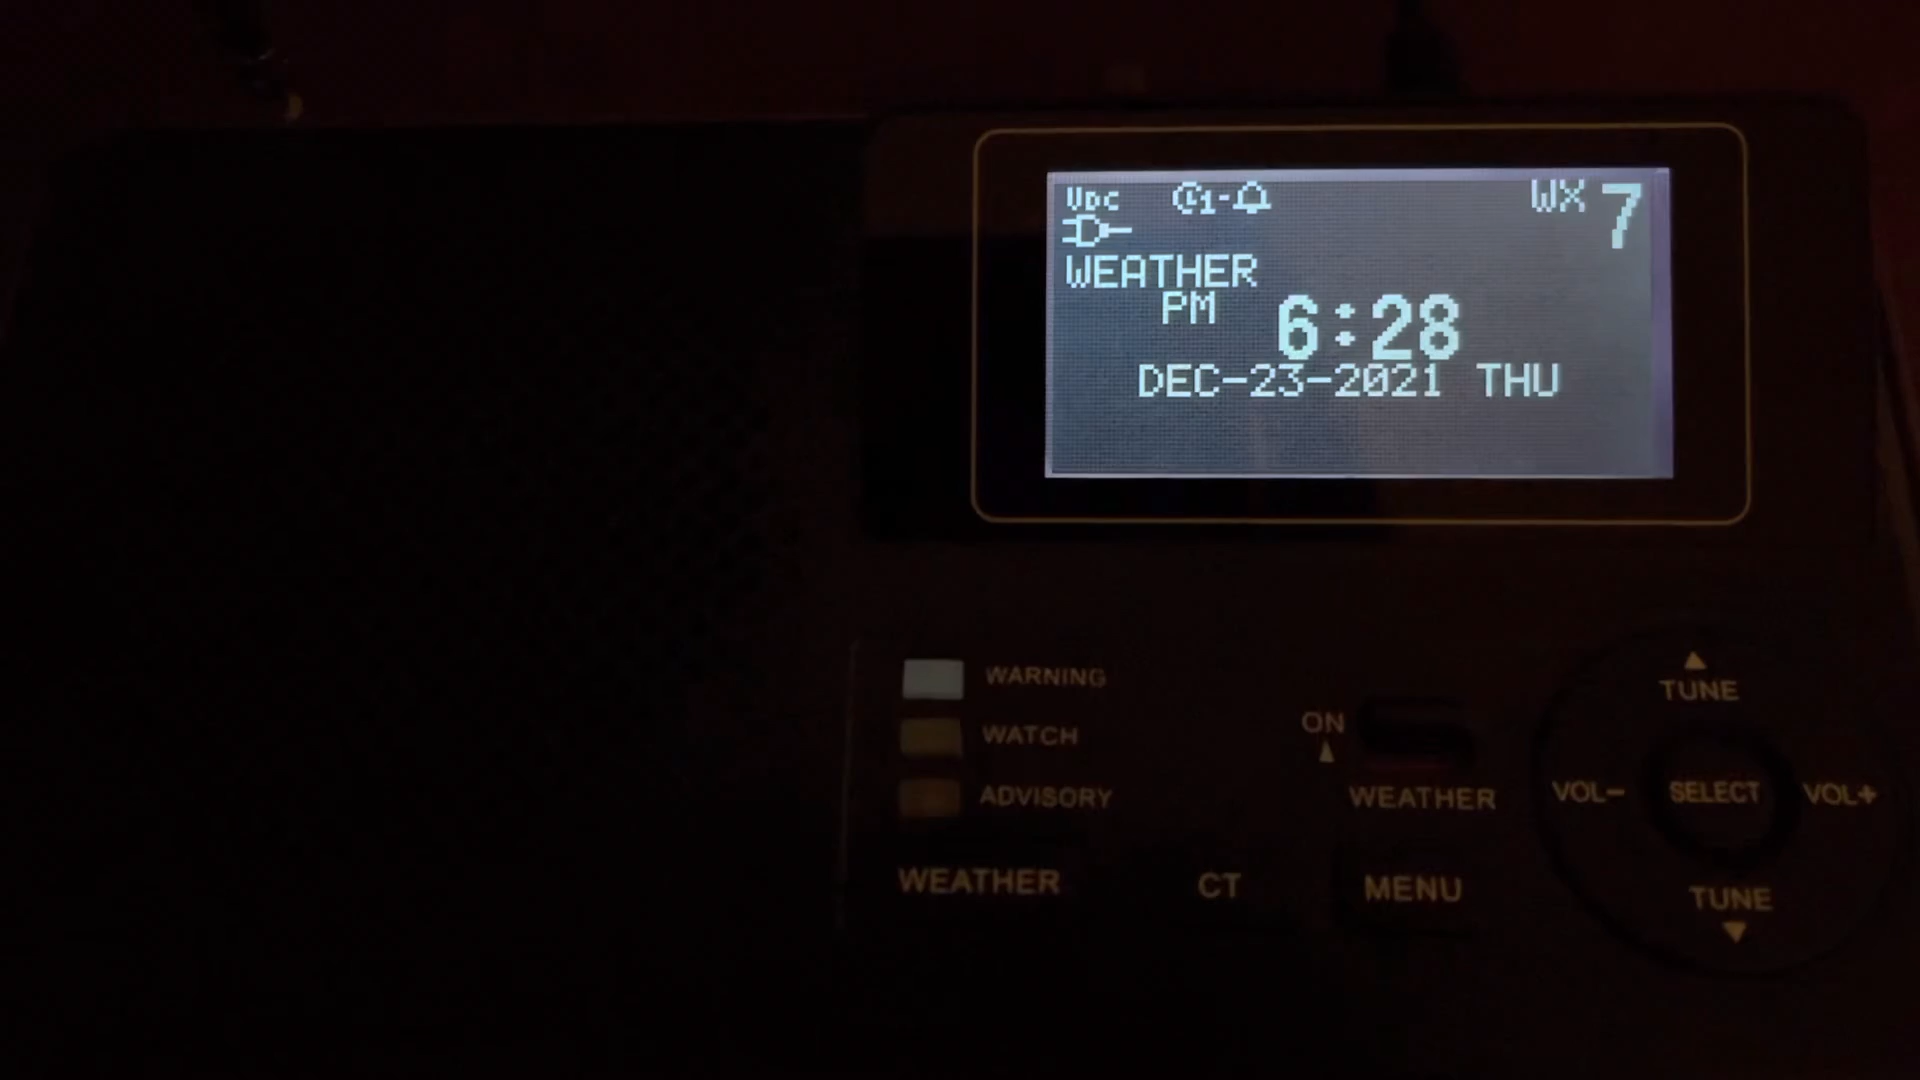 VDC 1- WX 7
WEATHER
PM 6:28
DEC-23-2021 THU
WARNING
WATCH
ADVISORY
ON
WEATHER
WEATHER
CT
MENU
TUNE
VOL-
SELECT
VOL+
TUNE